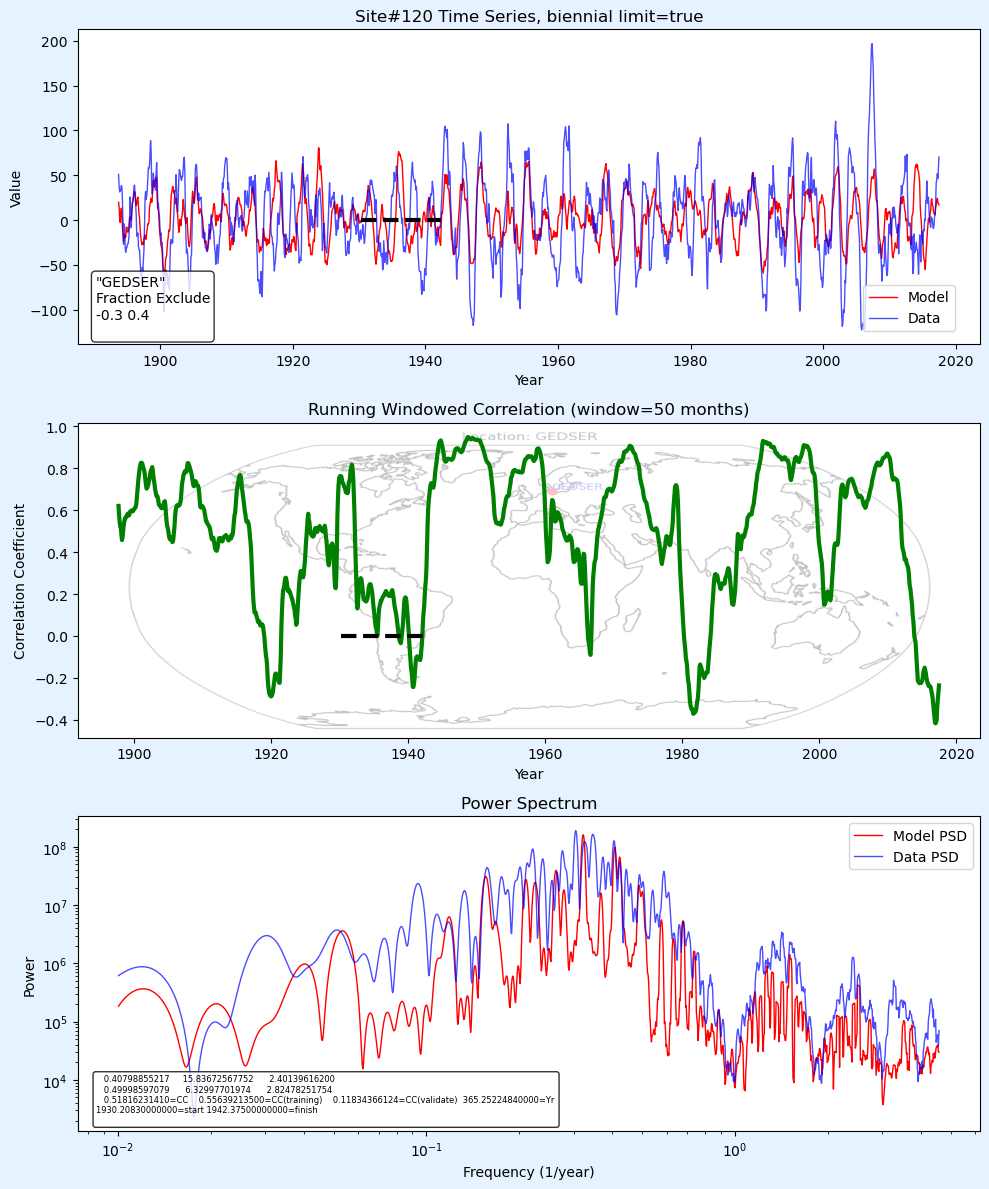 Site#120 Time Series, biennial limit=true
200
150
100
50
0
−50
−100
Value
"GEDSER"
Fraction Exclude
-0.3 0.4
Model
Data
1900 1920 1940 1960 1980 2000 2020
Year
Running Windowed Correlation (window=50 months)
1.0
0.8
0.6
0.4
0.2
0.0
−0.2
−0.4
Correlation Coefficient
Location: GEDSER
GEDSER
1900 1920 1940 1960 1980 2000 2020
Year
Power Spectrum
10^8
10^7
10^6
10^5
10^4
Power
Model PSD
Data PSD
0.40798855217 15.83672567752 2.40139616200
0.49998597079 6.32997701974 2.82478251754
0.51816231410=CC 0.55639213500=CC(training) 0.11834366124=CC(validate) 365.25224840000=Yr
1930.20830000000=start 1942.37500000000=finish
10^−2 10^−1 10^0
Frequency (1/year)